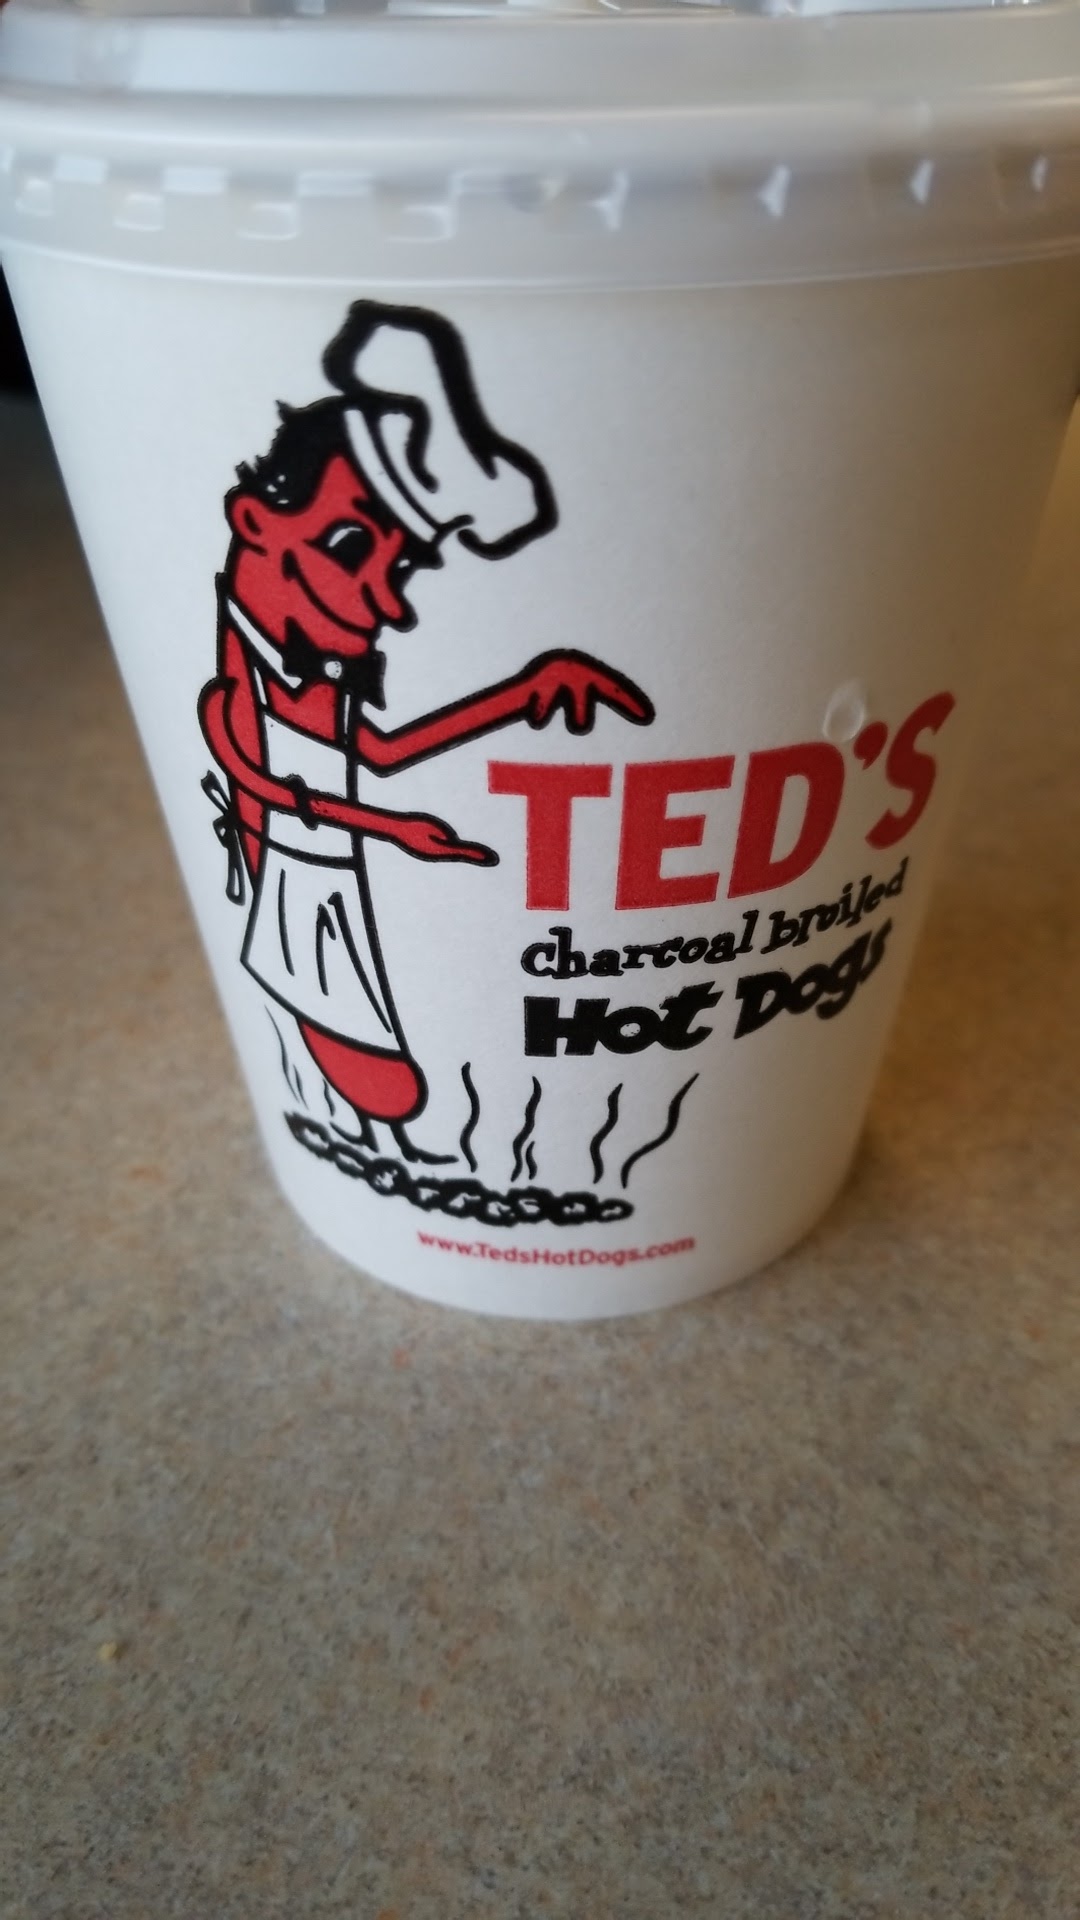 TED'S
charcoal broiled
Hot Dogs
www.TedsHotDogs.com